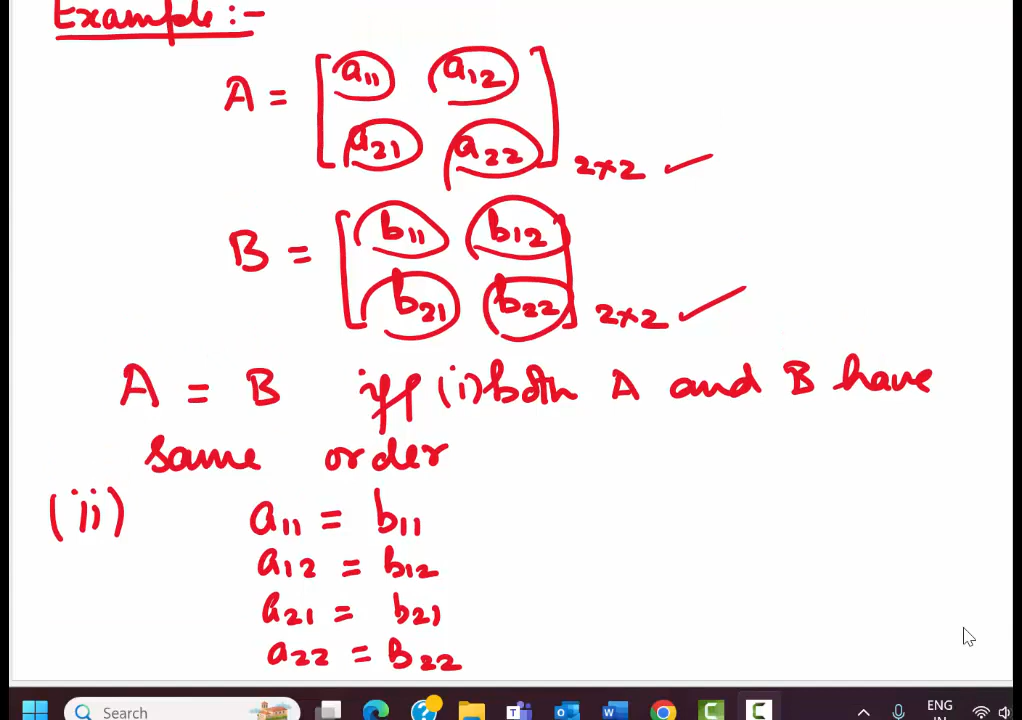 Example :-
A = [a11 a12
a21 a22] 2×2 ✓
B = [b11 b12
b21 b22] 2×2 ✓
A = B iff (i) both A and B have
same order
(ii) a11 = b11
a12 = b12
a21 = b21
a22 = B22
Search
ENG
IN